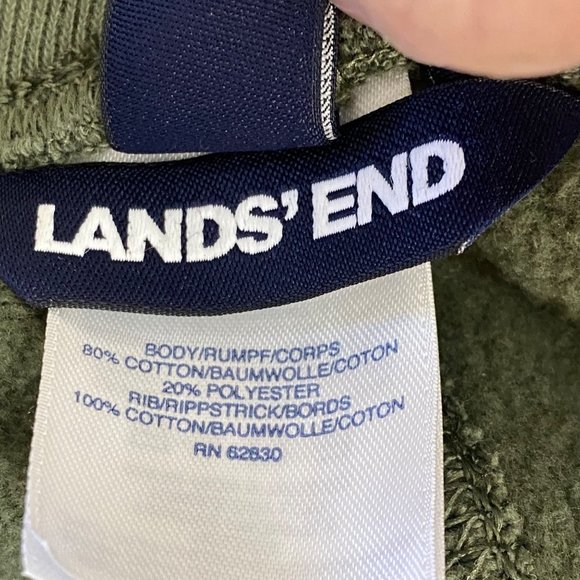 LANDS' END
BODY/RUMPF/CORPS
80% COTTON/BAUMWOLLE/COTON
20% POLYESTER
RIB/RIPPSTRICK/BORDS
100% COTTON/BAUMWOLLE/COTON
RN 62830